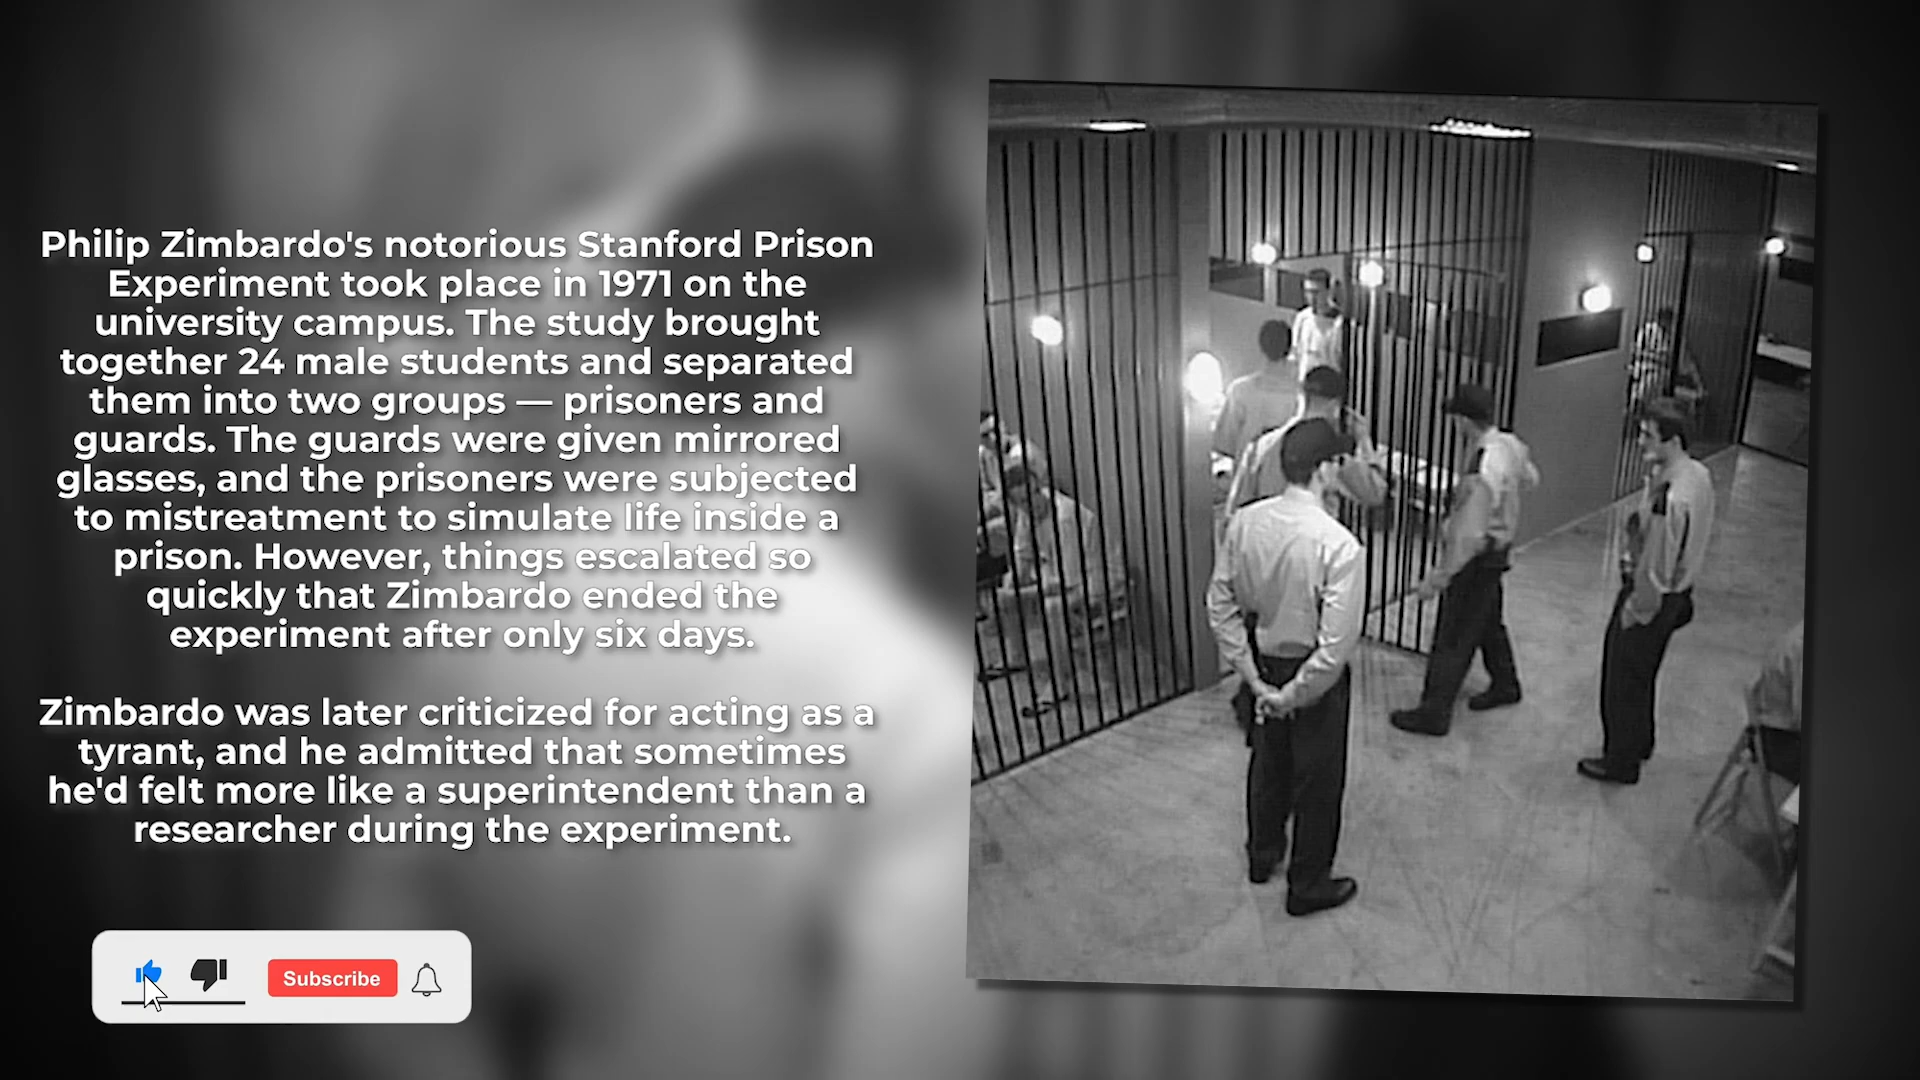 Philip Zimbardo's notorious Stanford Prison
Experiment took place in 1971 on the
university campus. The study brought
together 24 male students and separated
them into two groups — prisoners and
guards. The guards were given mirrored
glasses, and the prisoners were subjected
to mistreatment to simulate life inside a
prison. However, things escalated so
quickly that Zimbardo ended the
experiment after only six days.
Zimbardo was later criticized for acting as a
tyrant, and he admitted that sometimes
he'd felt more like a superintendent than a
researcher during the experiment.
Subscribe